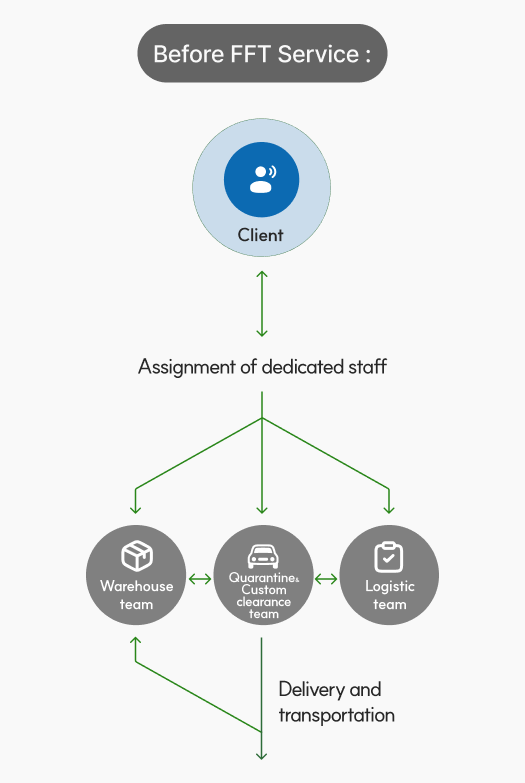 Before FFT Service :
Client
Assignment of dedicated staff
Warehouse
team
Quarantine&
Custom
clearance
team
Logistic
team
Delivery and
transportation